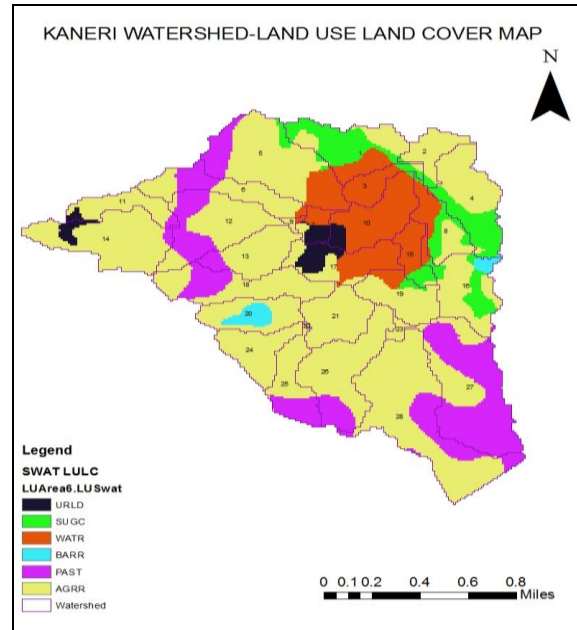 KANERI WATERSHED-LAND USE LAND COVER MAP
N
2
5
1
3
4
6
11
12
9
10
8
14
13
15
17
16
18
19
20
21
23
24
27
26
25
28
Legend
SWAT LULC
LUArea6.LUSwat
URLD
SUGC
WATR
BARR
PAST
AGRR
Watershed
0 0.1 0.2 0.4 0.6 0.8
Miles